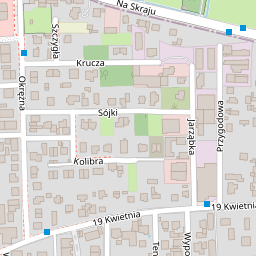 Na Skraju
Szczygla
Krucza
Okrężna
Sójki
Jarząbka
Przygodowa
Kolibra
19 Kwietnia
19 Kwietnia